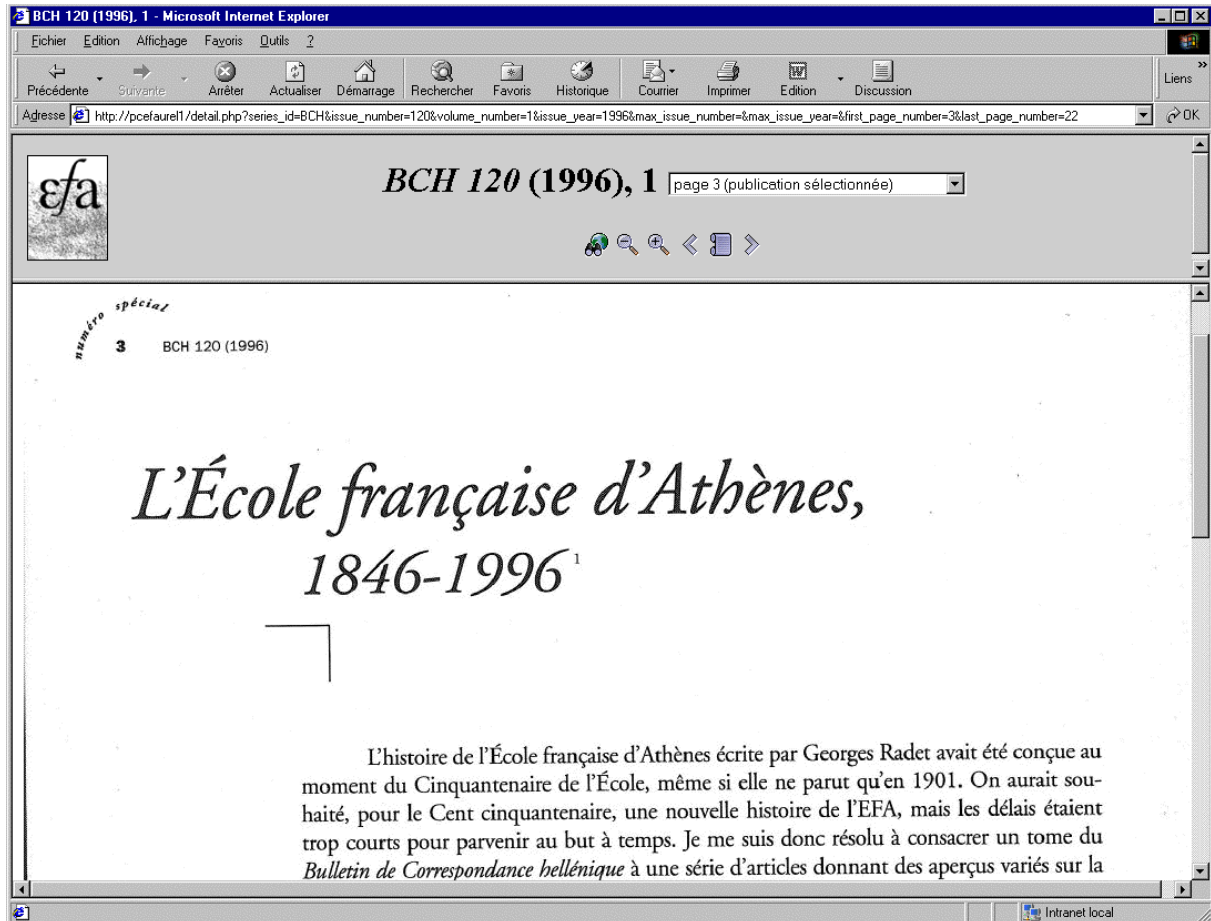 BCH 120 (1996), 1 - Microsoft Internet Explorer
Fichier Edition Affichage Favoris Outils ?
Précédente Suivante Arrêter Actualiser Démarrage Rechercher Favoris Historique Courrier Imprimer Edition Discussion Liens
Adresse http://pcefaurel1/detail.php?series_id=BCH&issue_number=120&volume_number=1&issue_year=1996&max_issue_number=&max_issue_year=&first_page_number=3&last_page_number=22 OK
εfa
BCH 120 (1996), 1 page 3 (publication sélectionnée)
numéro spécial
3 BCH 120 (1996)
L'École française d'Athènes,
1846-1996 1
L'histoire de l'École française d'Athènes écrite par Georges Radet avait été conçue au
moment du Cinquantenaire de l'École, même si elle ne parut qu'en 1901. On aurait sou-
haité, pour le Cent cinquantenaire, une nouvelle histoire de l'EFA, mais les délais étaient
trop courts pour parvenir au but à temps. Je me suis donc résolu à consacrer un tome du
Bulletin de Correspondance hellénique à une série d'articles donnant des aperçus variés sur la
Intranet local